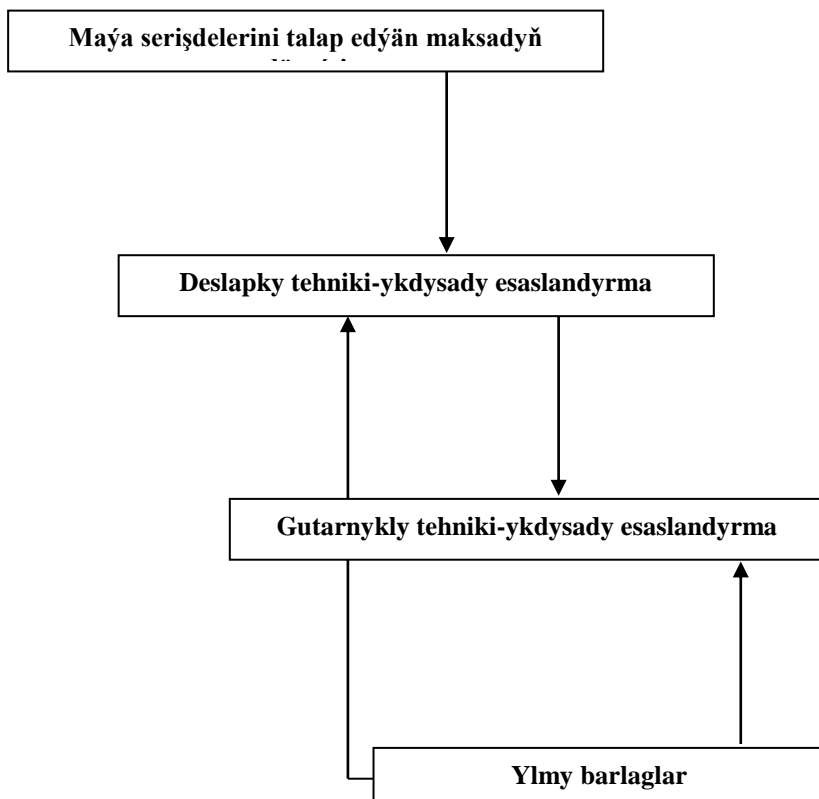 Maýa serişdelerini talap edýän maksadyň
Deslapky tehniki-ykdysady esaslandyrma
Gutarnykly tehniki-ykdysady esaslandyrma
Ylmy barlaglar